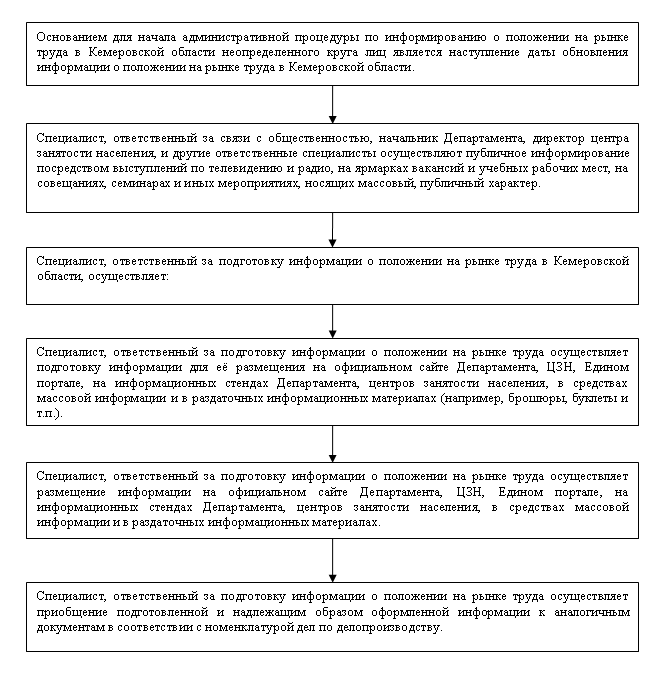 Основанием для начала административной процедуры по информированию о положении на рынке
труда в Кемеровской области неопределенного круга лиц является наступление даты обновления
информации о положении на рынке труда в Кемеровской области.
Специалист, ответственный за связи с общественностью, начальник Департамента, директор центра
занятости населения, и другие ответственные специалисты осуществляют публичное информирование
посредством выступлений по телевидению и радио, на ярмарках вакансий и учебных рабочих мест, на
совещаниях, семинарах и иных мероприятиях, носящих массовый, публичный характер.
Специалист, ответственный за подготовку информации о положении на рынке труда в Кемеровской
области, осуществляет:
Специалист, ответственный за подготовку информации о положении на рынке труда осуществляет
подготовку информации для её размещения на официальном сайте Департамента, ЦЗН, Едином
портале, на информационных стендах Департамента, центров занятости населения, в средствах
массовой информации и в раздаточных информационных материалах (например, брошюры, буклеты и
т.п.).
Специалист, ответственный за подготовку информации о положении на рынке труда осуществляет
размещение информации на официальном сайте Департамента, ЦЗН, Едином портале, на
информационных стендах Департамента, центров занятости населения, в средствах массовой
информации и в раздаточных информационных материалах.
Специалист, ответственный за подготовку информации о положении на рынке труда осуществляет
приобщение подготовленной и надлежащим образом оформленной информации к аналогичным
документам в соответствии с номенклатурой дел по делопроизводству.